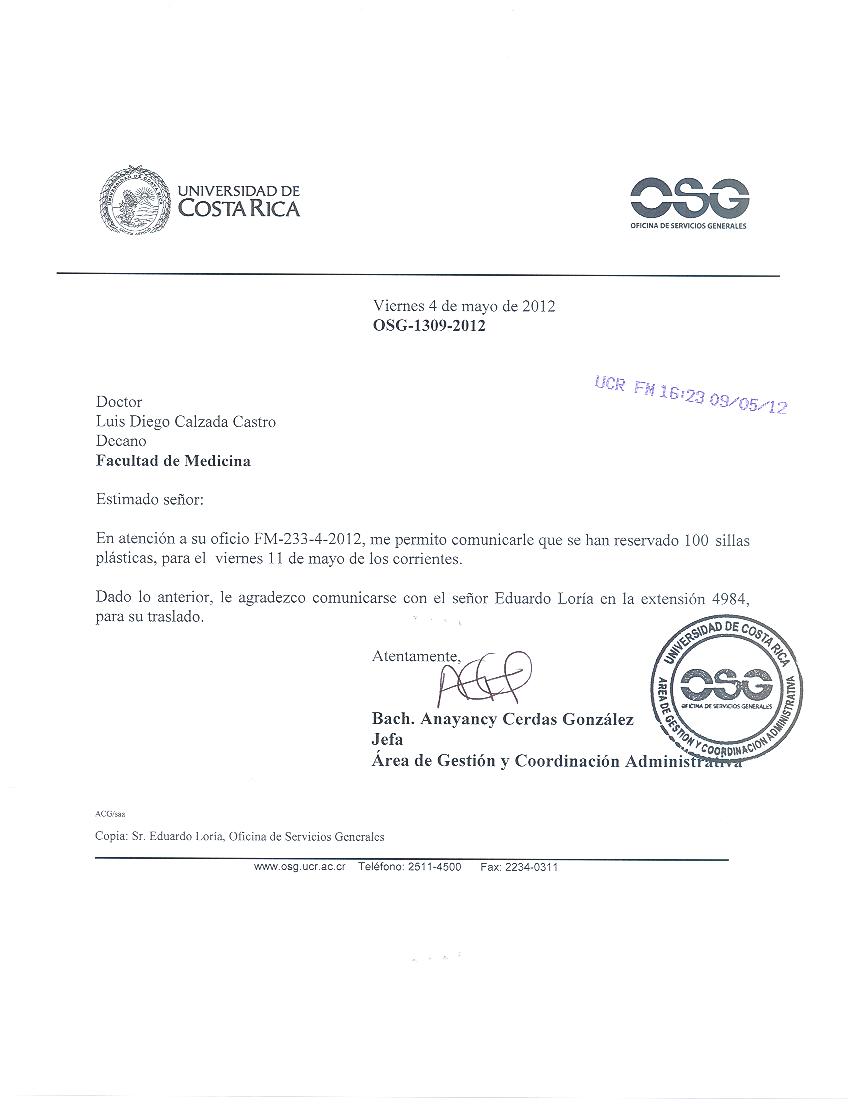 UNIVERSIDAD DE
COSTA RICA
OSG
OFICINA DE SERVICIOS GENERALES
Viernes 4 de mayo de 2012
OSG-1309-2012
UCR FM 16:23 09/05/12
Doctor
Luis Diego Calzada Castro
Decano
Facultad de Medicina
Estimado señor:
En atención a su oficio FM-233-4-2012, me permito comunicarle que se han reservado 100 sillas
plásticas, para el viernes 11 de mayo de los corrientes.
Dado lo anterior, le agradezco comunicarse con el señor Eduardo Loría en la extensión 4984,
para su traslado.
Atentamente,
Bach. Anayancy Cerdas González
Jefa
Área de Gestión y Coordinación Administrativa
UNIVERSIDAD DE COSTA RICA
OSG
OFICINA DE SERVICIOS GENERALES
AREA DE GESTIÓN Y COORDINACION ADMINISTRATIVA
ACG/saa
Copia: Sr. Eduardo Loría, Oficina de Servicios Generales
www.osg.ucr.ac.cr Teléfono: 2511-4500 Fax: 2234-0311